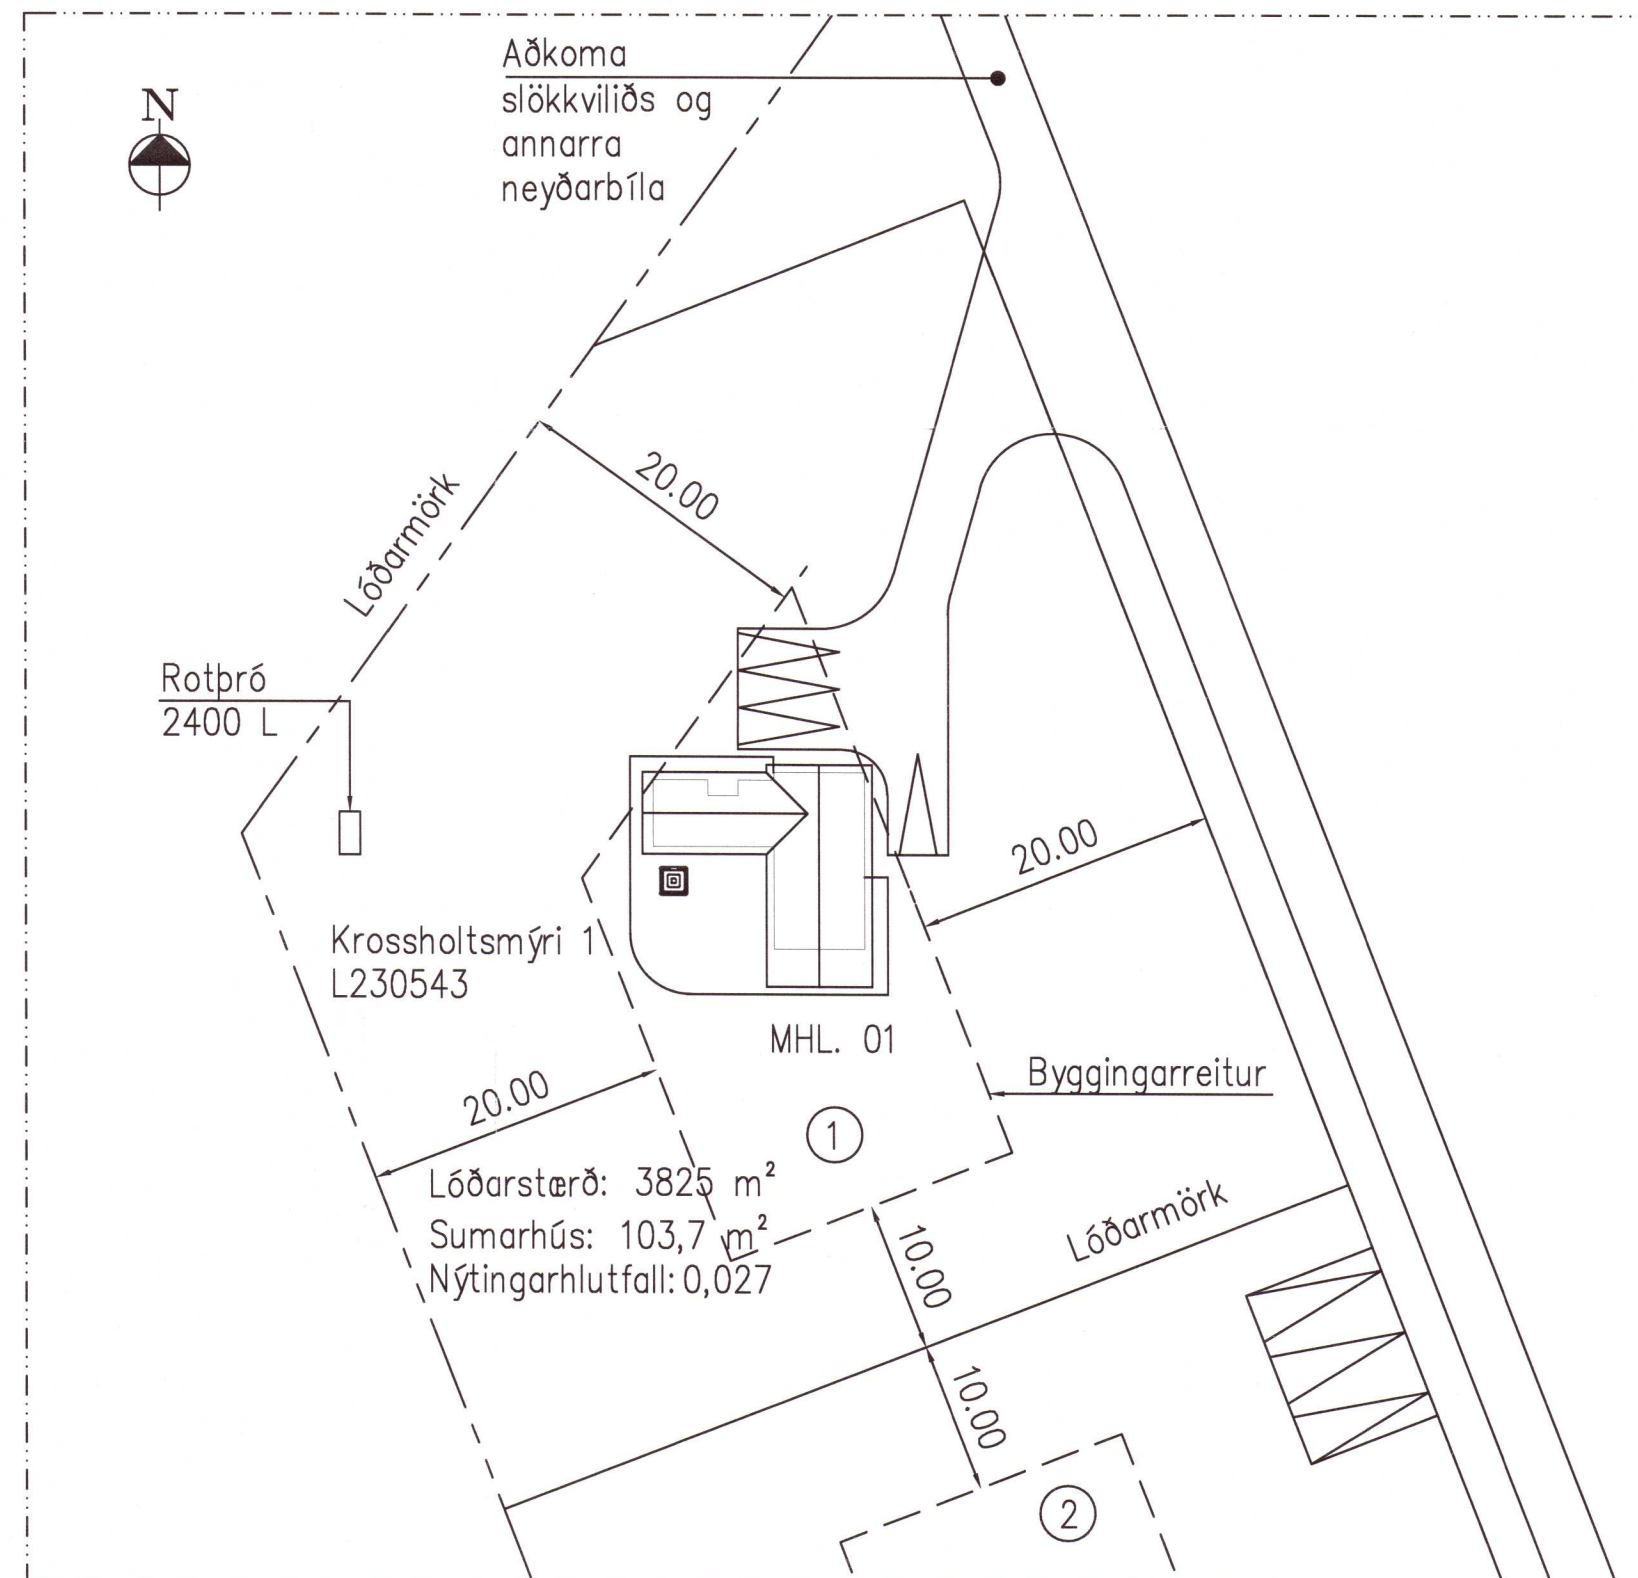 Aðkoma
slökkviliðs og
annarra
neyðarbíla
N
20.00
Lóðarmörk
Rotþró
2400 L
20.00
Krossholtsmýri 1
L230543
MHL. 01
Byggingarreitur
20.00
1
Lóðarstærð: 3825 m²
Sumarhús: 103,7 m²
Nýtingarhlutfall: 0,027
10.00
Lóðarmörk
10.00
2